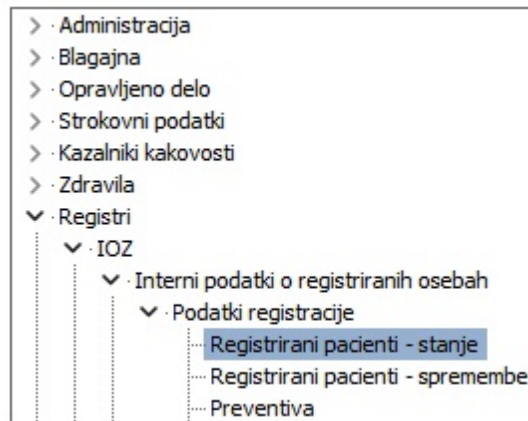 Administracija
Blagajna
Opravljeno delo
Strokovni podatki
Kazalniki kakovosti
Zdravila
Registri
IOZ
Interni podatki o registriranih osebah
Podatki registracije
Registrirani pacienti - stanje
Registrirani pacienti - spremembe
Preventiva